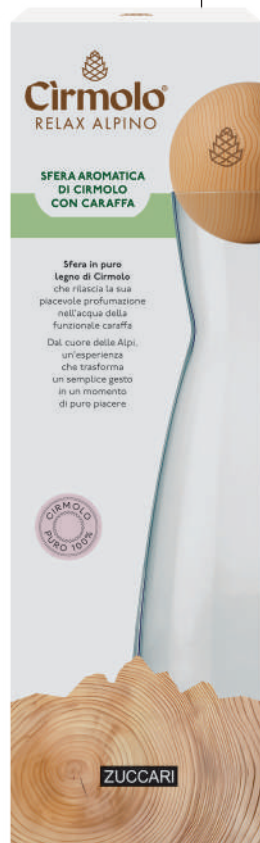 Cìrmolo®
RELAX ALPINO
SFERA AROMATICA
DI CIRMOLO
CON CARAFFA
Sfera in puro
legno di Cirmolo
che rilascia la sua
piacevole profumazione
nell'acqua della
funzionale caraffa
Dal cuore delle Alpi,
un'esperienza
che trasforma
un semplice gesto
in un momento
di puro piacere
CIRMOLO
PURO 100%
ZUCCARI